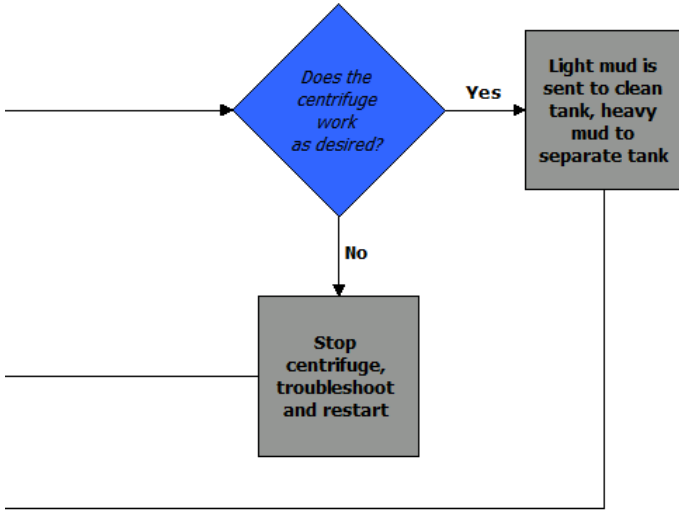 Does the
centrifuge
work
as desired?
Yes
Light mud is
sent to clean
tank, heavy
mud to
separate tank
No
Stop
centrifuge,
troubleshoot
and restart